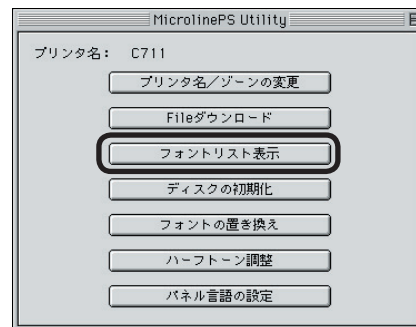 MicrolinePS Utility
プリンタ名: C711
プリンタ名/ゾーンの変更
Fileダウンロード
フォントリスト表示
ディスクの初期化
フォントの置き換え
ハーフトーン調整
パネル言語の設定